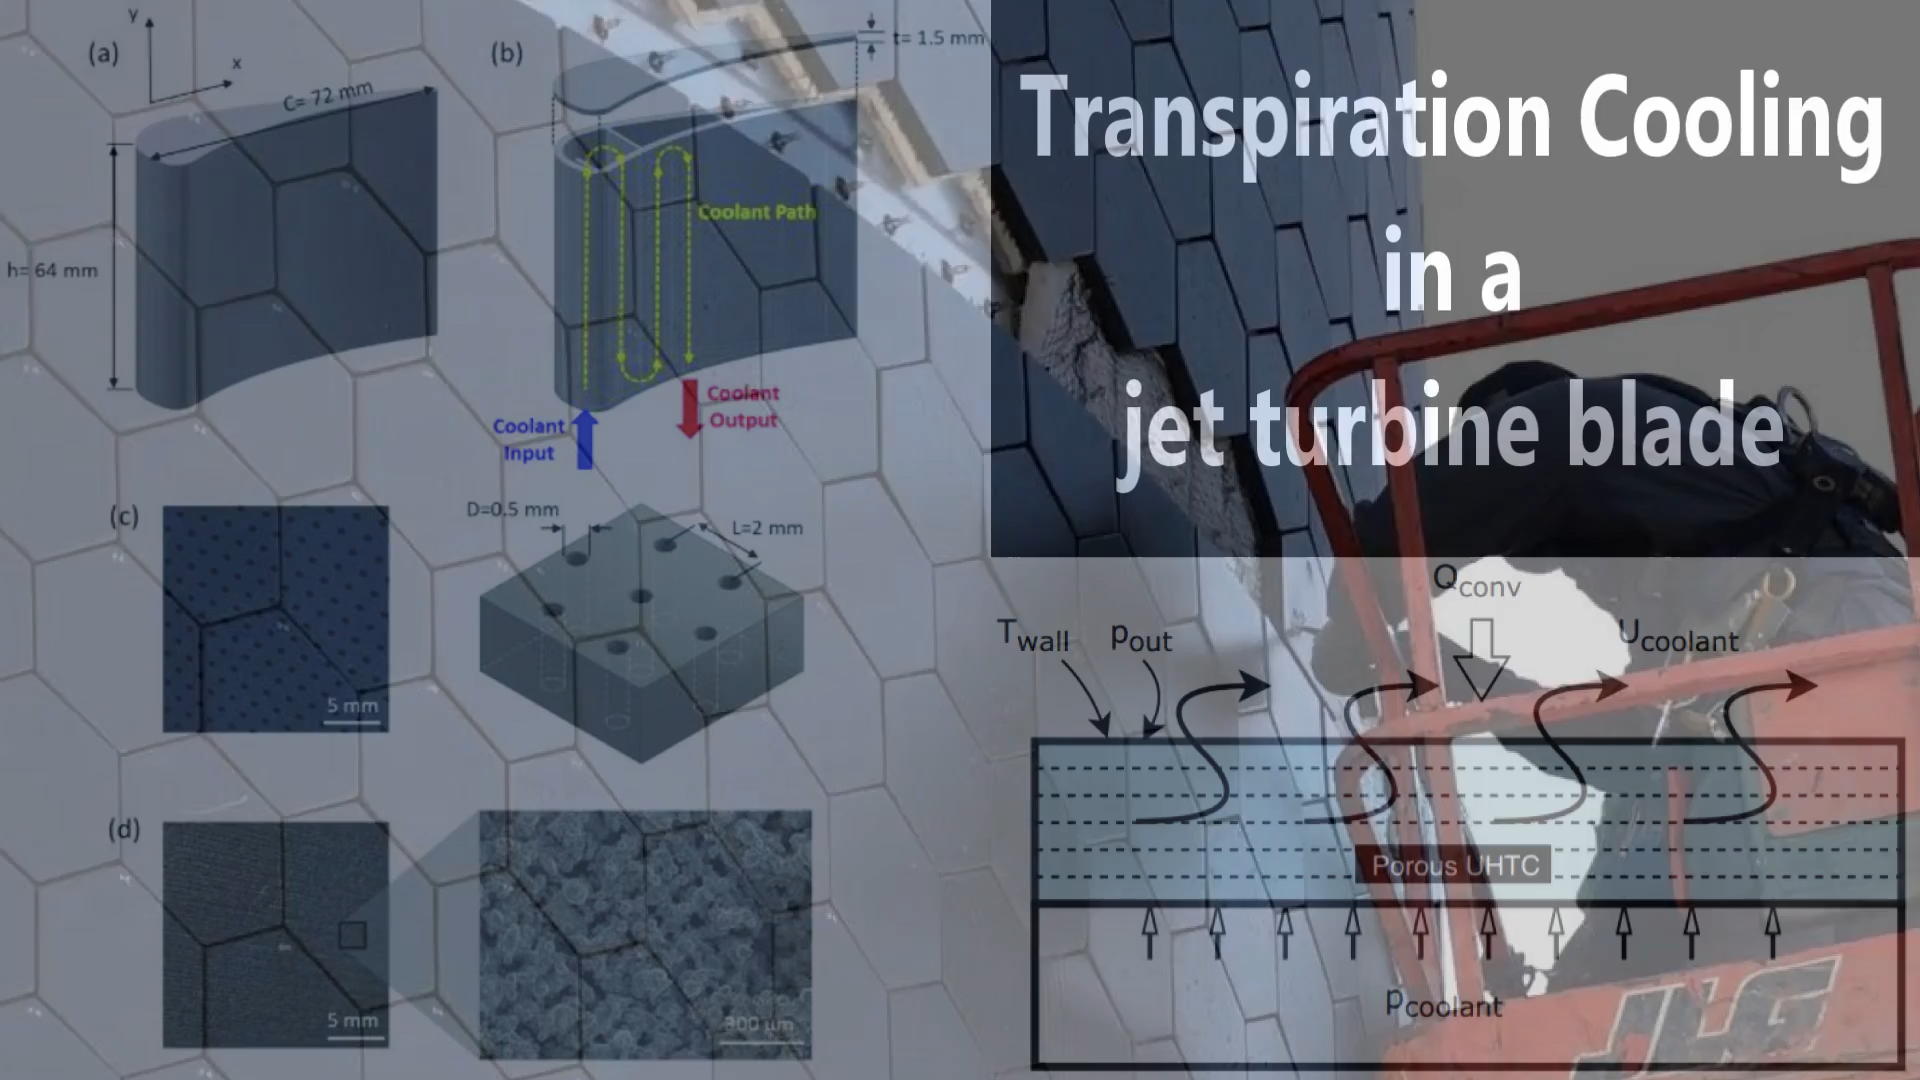 y
(a)
x
C= 72 mm
h= 64 mm
(b)
t= 1.5 mm
Coolant Path
Coolant
Input
Coolant
Output
(c)
5 mm
D=0.5 mm
L=2 mm
(d)
5 mm
300 µm
Transpiration Cooling
in a
jet turbine blade
Qconv
Twall
pout
Ucoolant
Porous UHTC
pcoolant
JLG